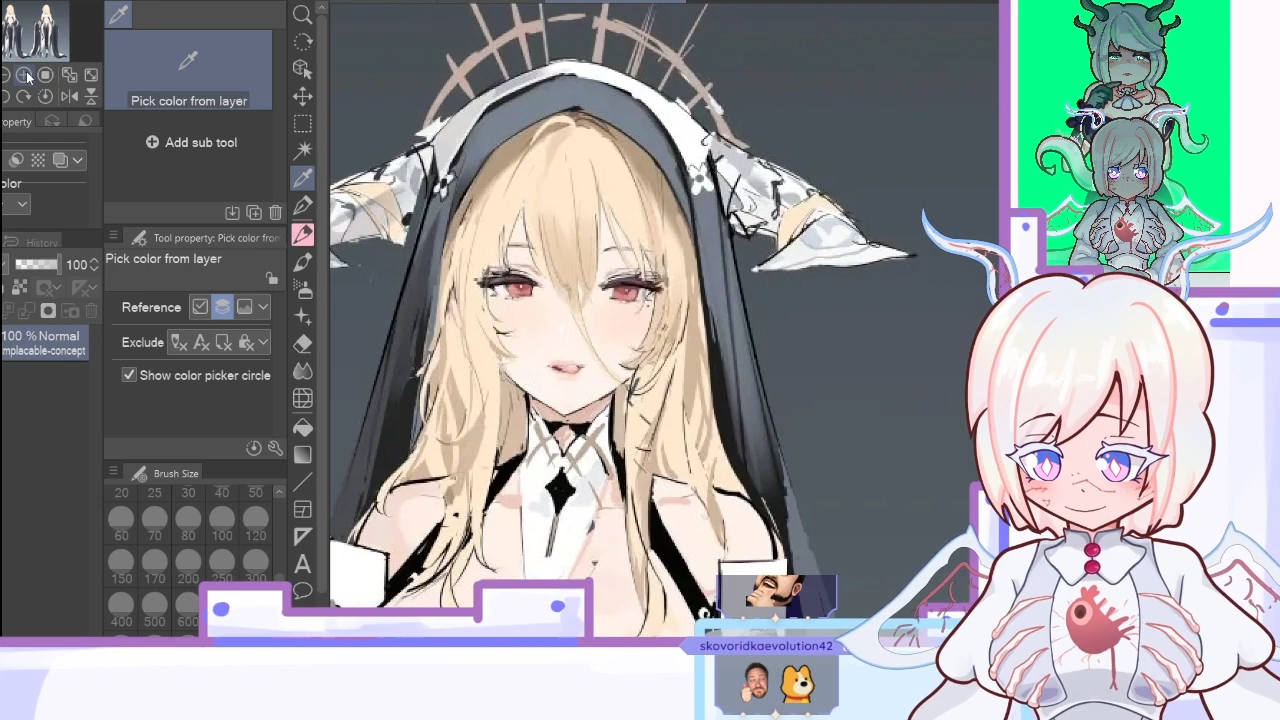 Pick color from layer
Add sub tool
roperty
olor
Tool property: Pick color from
History
Pick color from layer
100
Reference
100 % Normal
mplacable-concept
Exclude
Show color picker circle
Brush Size
20 25 30 40 50
60 70 80 100 120
150 170 200 250 300
400 500 600
A
skovoridkaevolution42